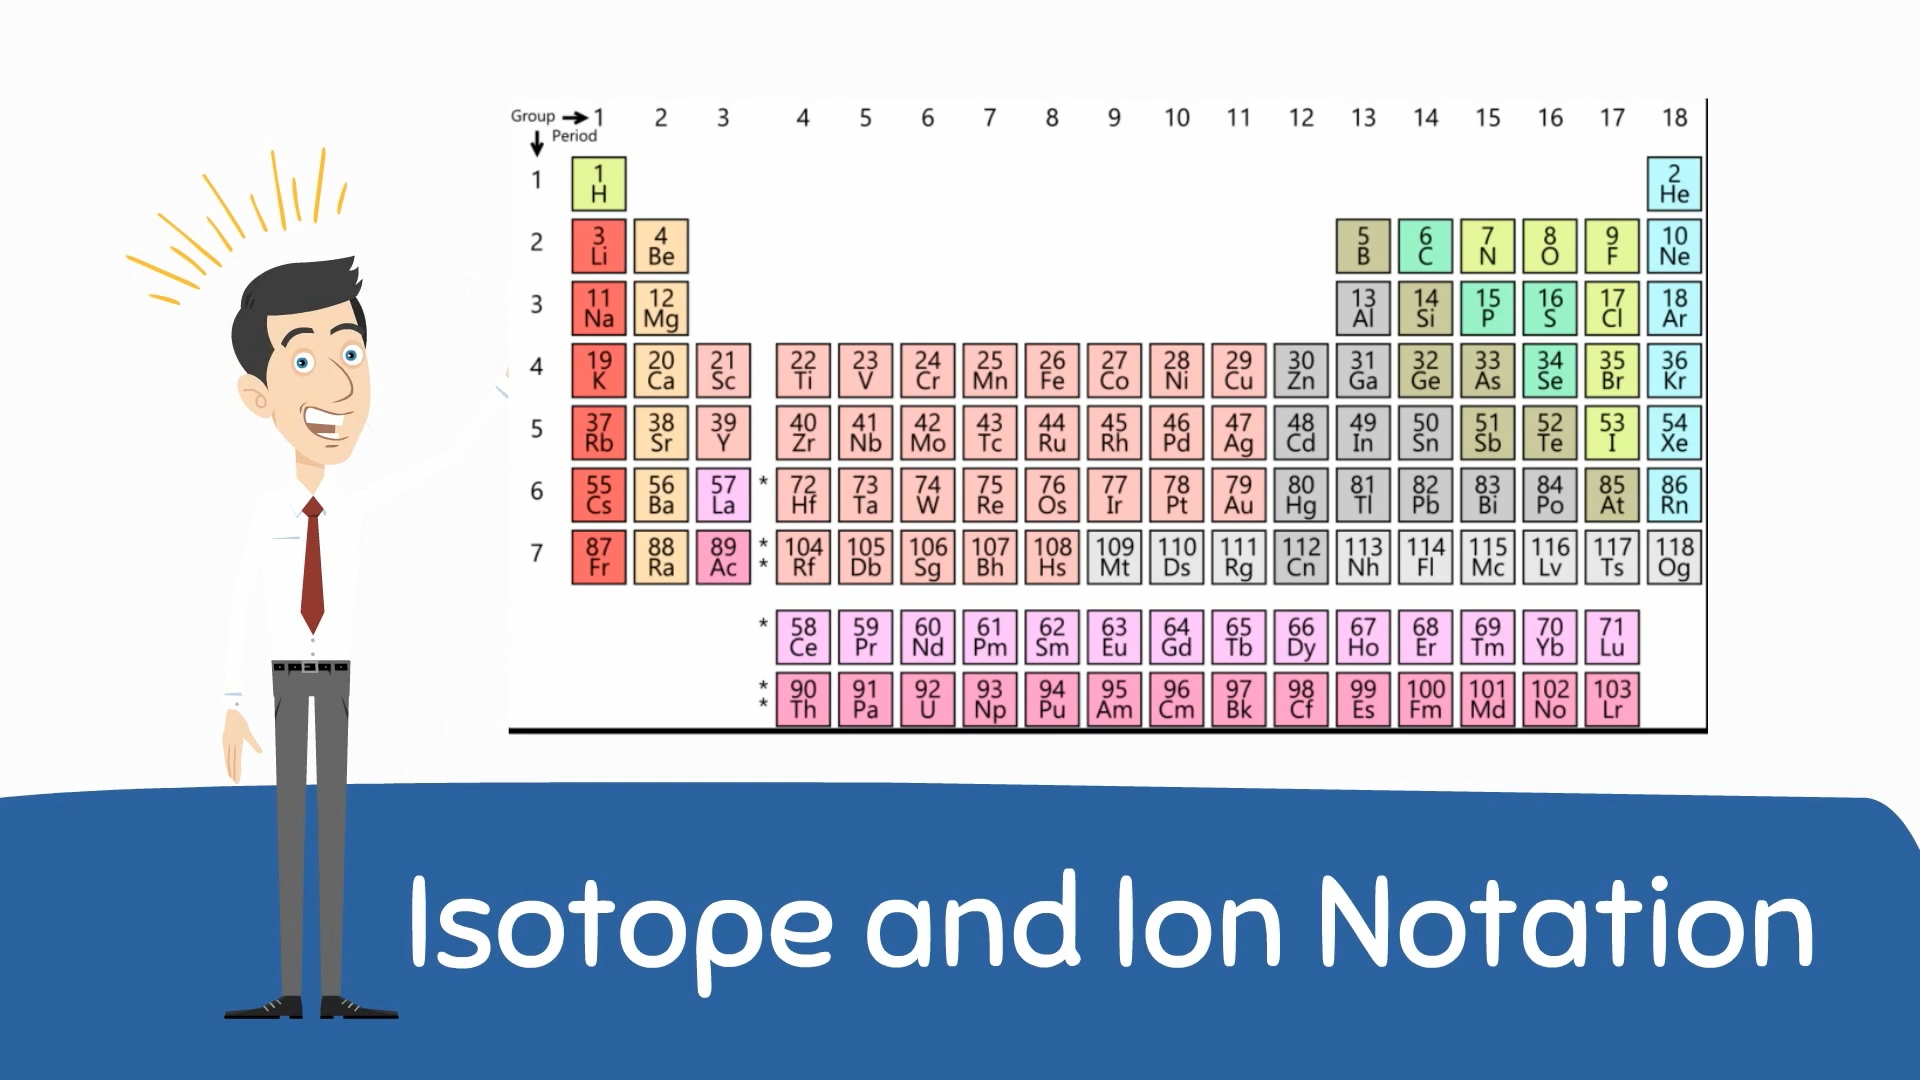 Group → 1 2 3 4 5 6 7 8 9 10 11 12 13 14 15 16 17 18
↓ Period
1 1 2
H He
2 3 4 5 6 7 8 9 10
Li Be B C N O F Ne
3 11 12 13 14 15 16 17 18
Na Mg Al Si P S Cl Ar
4 19 20 21 22 23 24 25 26 27 28 29 30 31 32 33 34 35 36
K Ca Sc Ti V Cr Mn Fe Co Ni Cu Zn Ga Ge As Se Br Kr
5 37 38 39 40 41 42 43 44 45 46 47 48 49 50 51 52 53 54
Rb Sr Y Zr Nb Mo Tc Ru Rh Pd Ag Cd In Sn Sb Te I Xe
6 55 56 57 * 72 73 74 75 76 77 78 79 80 81 82 83 84 85 86
Cs Ba La Hf Ta W Re Os Ir Pt Au Hg Tl Pb Bi Po At Rn
7 87 88 89 * 104 105 106 107 108 109 110 111 112 113 114 115 116 117 118
Fr Ra Ac * Rf Db Sg Bh Hs Mt Ds Rg Cn Nh Fl Mc Lv Ts Og
* 58 59 60 61 62 63 64 65 66 67 68 69 70 71
Ce Pr Nd Pm Sm Eu Gd Tb Dy Ho Er Tm Yb Lu
* 90 91 92 93 94 95 96 97 98 99 100 101 102 103
* Th Pa U Np Pu Am Cm Bk Cf Es Fm Md No Lr
Isotope and Ion Notation